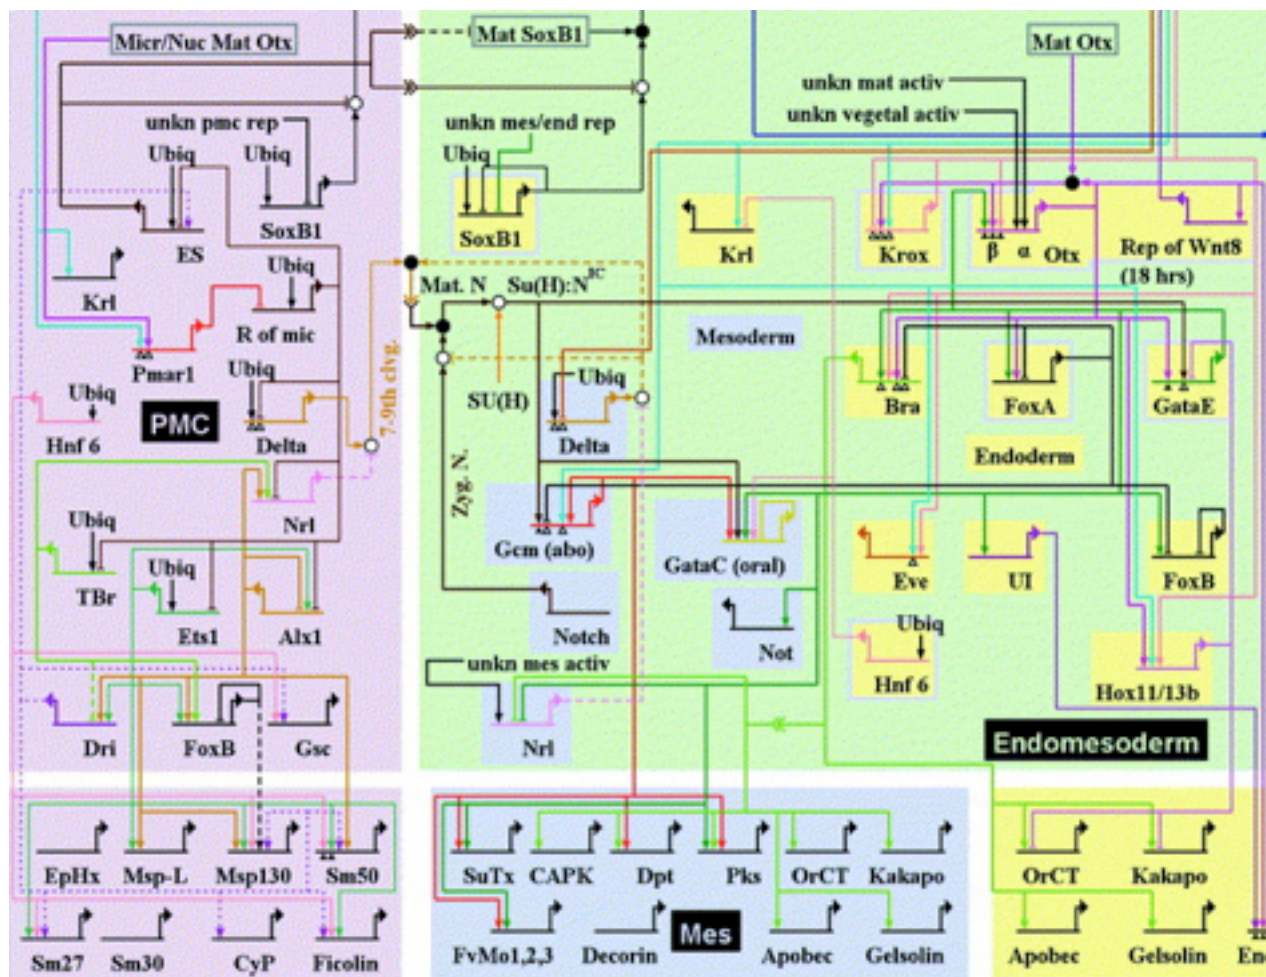 Micr/Nuc Mat Otx
Mat SoxB1
Mat Otx
unkn mat activ
unkn vegetal activ
unkn pmc rep
unkn mes/end rep
Ubiq
Ubiq
Ubiq
ES
SoxB1
SoxB1
Krl
Krox
β α Otx
Rep of Wnt8
(18 hrs)
Ubiq
Krl
R of mic
Mat. N
Su(H):N IC
Pmar1
Mesoderm
7-9th clvg.
Ubiq
Ubiq
Ubiq
SU(H)
Hnf 6
PMC
Delta
Delta
Bra
FoxA
GataE
Endoderm
Zyg. N.
Nrl
Ubiq
Gcm (abo)
GataC (oral)
Eve
UI
FoxB
TBr
Ubiq
Ets1
Alx1
Notch
Not
Ubiq
unkn mes activ
Hnf 6
Hox11/13b
Dri
FoxB
Gsc
Nrl
Endomesoderm
EpHx
Msp-L
Msp130
Sm50
SuTx
CAPK
Dpt
Pks
OrCT
Kakapo
OrCT
Kakapo
Sm27
Sm30
CyP
Ficolin
FvMo1,2,3
Decorin
Mes
Apobec
Gelsolin
Apobec
Gelsolin